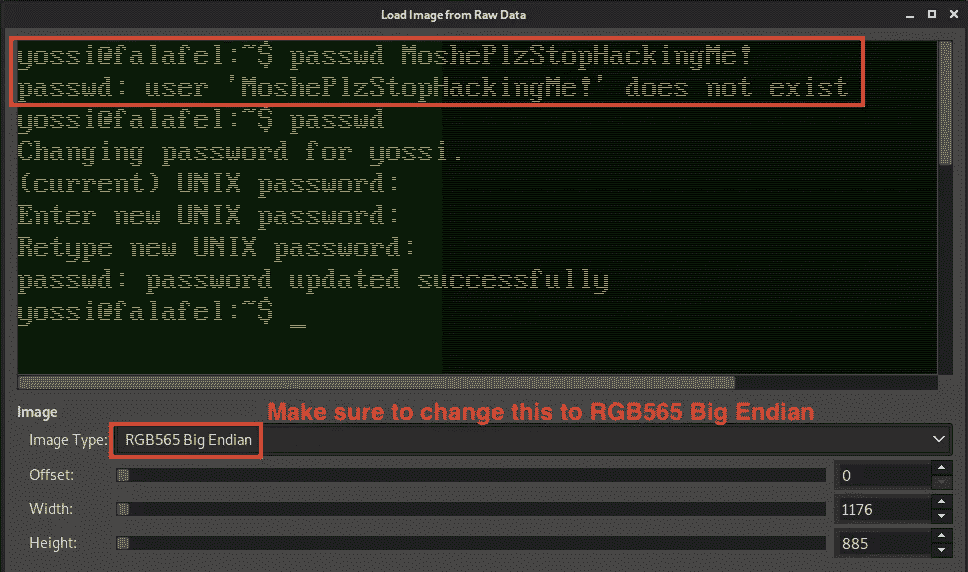 Load Image from Raw Data
yossi@falafel:~$ passwd MoshePlzStopHackingMe!
passwd: user 'MoshePlzStopHackingMe!' does not exist
yossi@falafel:~$ passwd
Changing password for yossi.
(current) UNIX password:
Enter new UNIX password:
Retype new UNIX password:
passwd: password updated successfully
yossi@falafel:~$ _
Image
Make sure to change this to RGB565 Big Endian
Image Type: RGB565 Big Endian
Offset: 0
Width: 1176
Height: 885